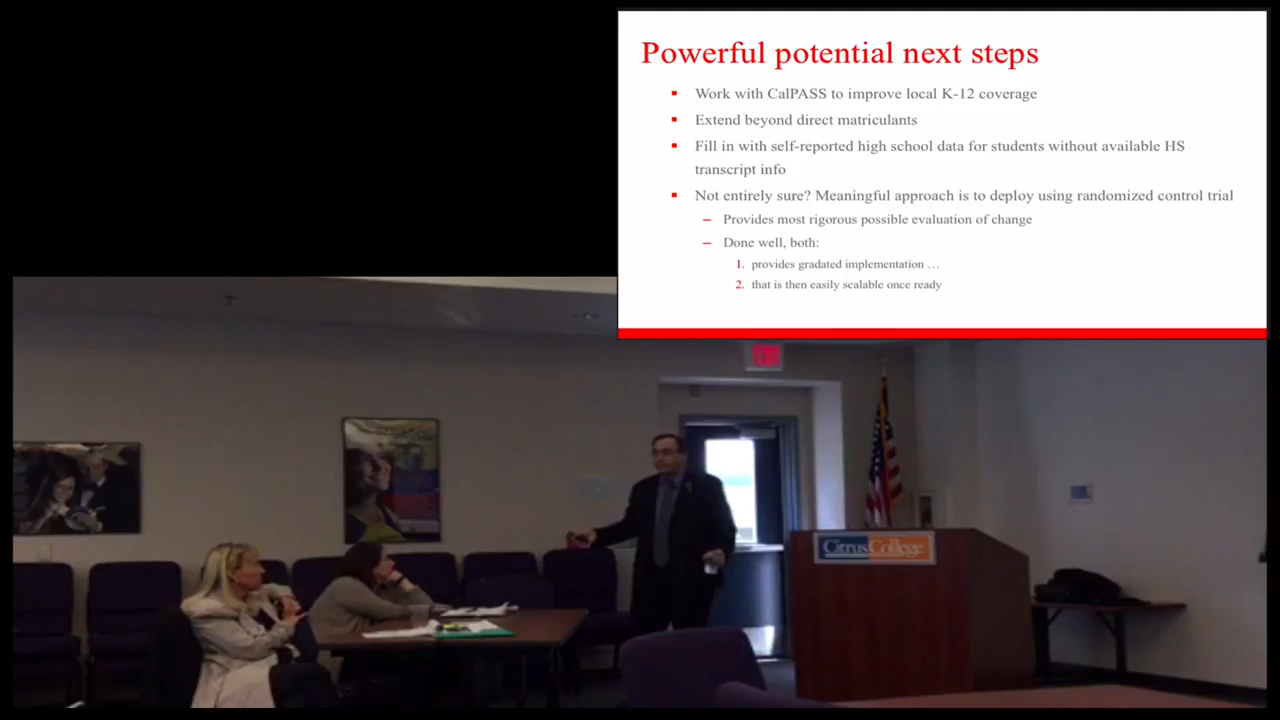 Powerful potential next steps
▪ Work with CalPASS to improve local K-12 coverage
▪ Extend beyond direct matriculants
▪ Fill in with self-reported high school data for students without available HS
transcript info
▪ Not entirely sure? Meaningful approach is to deploy using randomized control trial
– Provides most rigorous possible evaluation of change
– Done well, both:
1. provides gradated implementation …
2. that is then easily scalable once ready
CitrusCollege